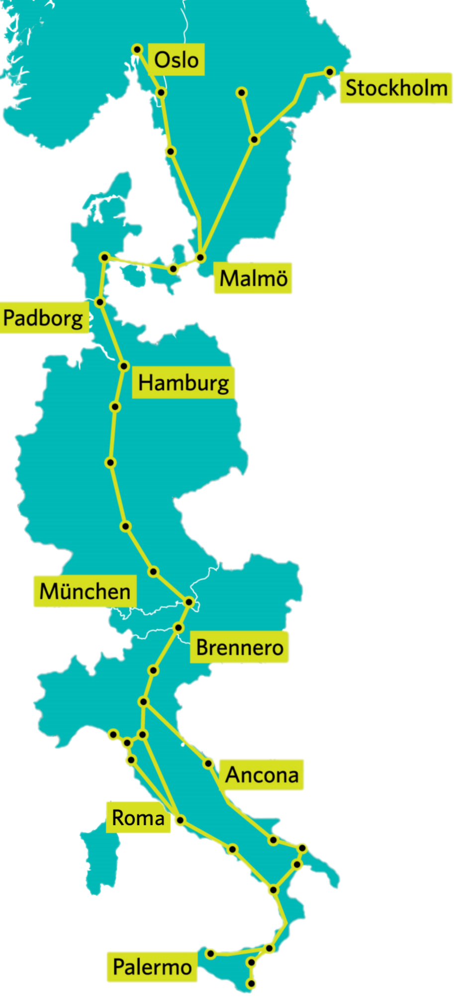 Oslo
Stockholm
Malmö
Padborg
Hamburg
München
Brennero
Ancona
Roma
Palermo